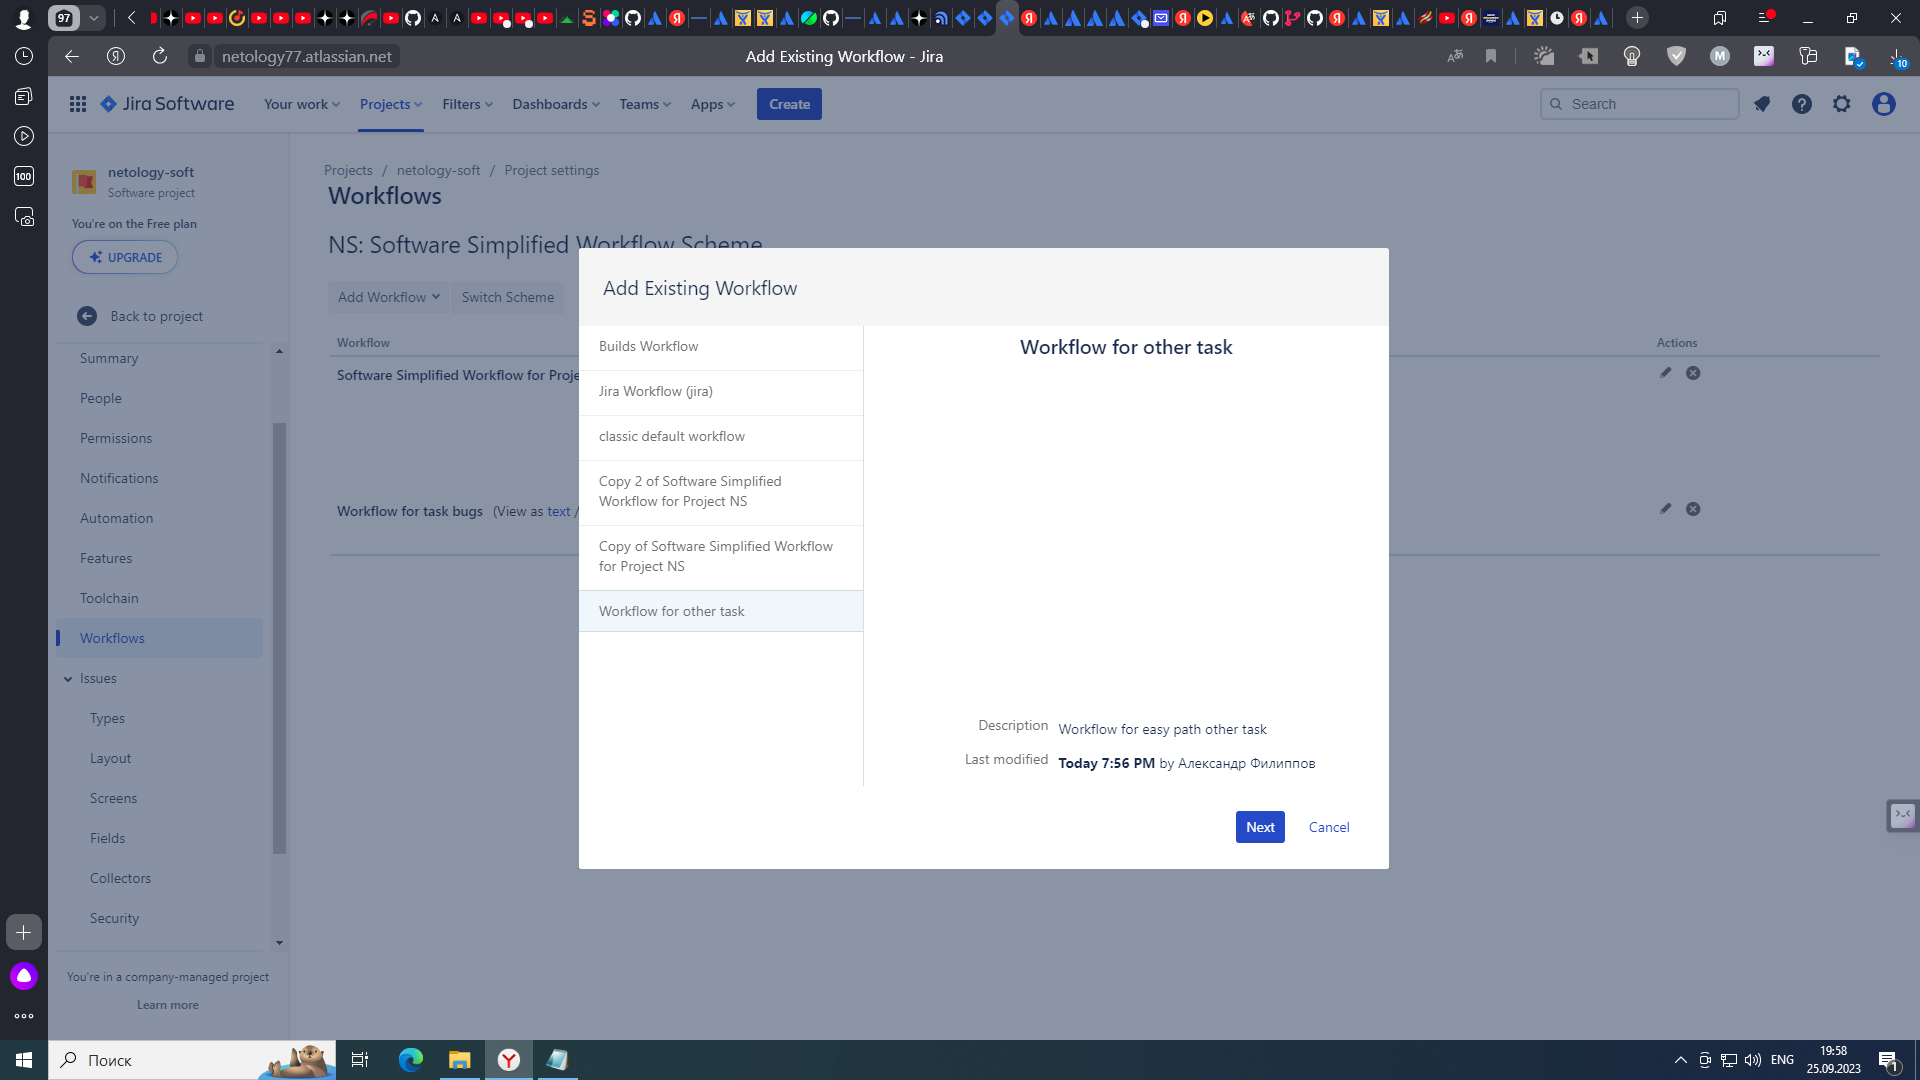 97
netology77.atlassian.net
Add Existing Workflow - Jira
10
Jira Software
Your work
Projects
Filters
Dashboards
Teams
Apps
Create
Search
100
netology-soft
Software project
You're on the Free plan
UPGRADE
Back to project
Summary
People
Permissions
Notifications
Automation
Features
Toolchain
Workflows
Issues
Types
Layout
Screens
Fields
Collectors
Security
You're in a company-managed project
Learn more
Projects / netology-soft / Project settings
Workflows
NS: Software Simplified Workflow Scheme
Add Workflow
Switch Scheme
Workflow
Actions
Software Simplified Workflow for Proje
Workflow for task bugs (View as text /
Add Existing Workflow
Builds Workflow
Jira Workflow (jira)
classic default workflow
Copy 2 of Software Simplified
Workflow for Project NS
Copy of Software Simplified Workflow
for Project NS
Workflow for other task
Workflow for other task
Description Workflow for easy path other task
Last modified Today 7:56 PM by Александр Филиппов
Next
Cancel
Поиск
ENG
19:58
25.09.2023
1